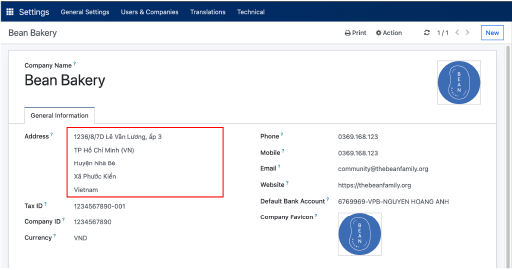 Settings General Settings Users & Companies Translations Technical
Bean Bakery Print Action 1/1 New
Company Name ?
Bean Bakery
BEAN
General Information
Address ? 1236/8/7D Lê Văn Lương, ấp 3
TP Hồ Chí Minh (VN)
Huyện Nhà Bè
Xã Phước Kiển
Vietnam
Tax ID ? 1234567890-001
Company ID ? 1234567890
Currency ? VND
Phone ? 0369.168.123
Mobile ? 0369.168.123
Email ? community@thebeanfamily.org
Website ? https://thebeanfamily.org
Default Bank Account ? 6769969-VPB-NGUYEN HOANG ANH
Company Favicon ?
BEAN